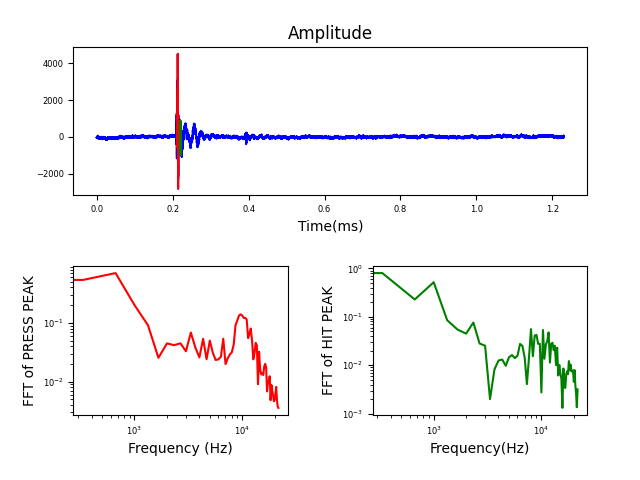 Amplitude
4000
2000
0
−2000
0.0 0.2 0.4 0.6 0.8 1.0 1.2
Time(ms)
FFT of PRESS PEAK
10⁻¹
10⁻²
10³ 10⁴
Frequency (Hz)
FFT of HIT PEAK
10⁰
10⁻¹
10⁻²
10⁻³
10³ 10⁴
Frequency(Hz)